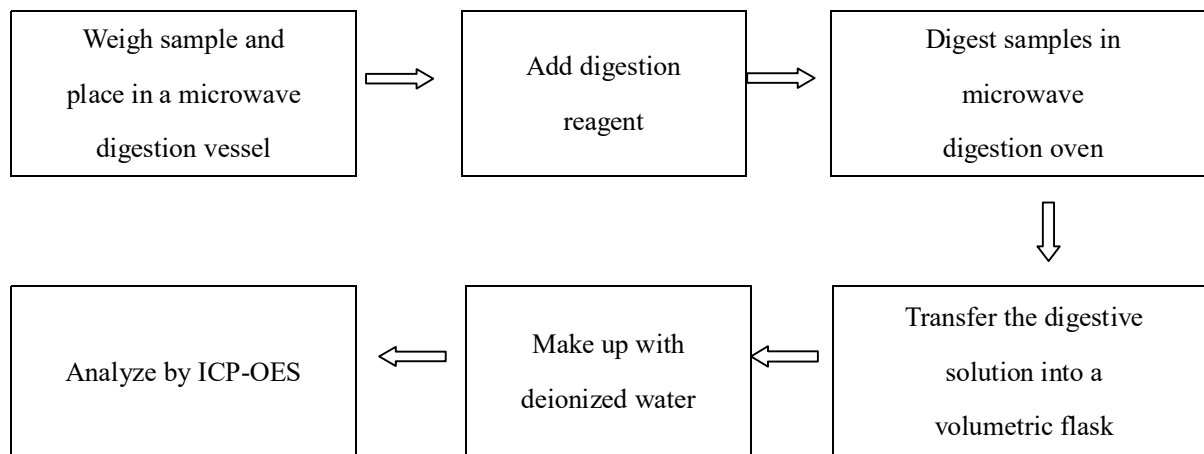 Weigh sample and
place in a microwave
digestion vessel
Add digestion
reagent
Digest samples in
microwave
digestion oven
Transfer the digestive
solution into a
volumetric flask
Make up with
deionized water
Analyze by ICP-OES